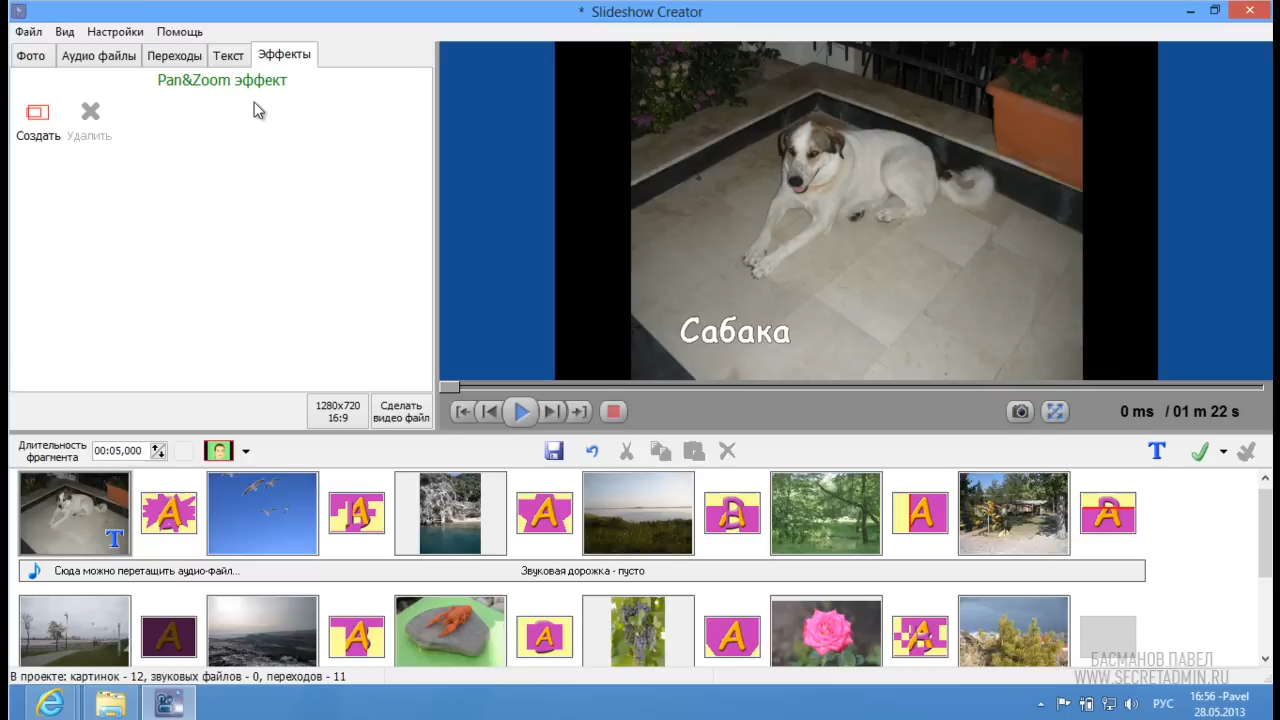 * Slideshow Creator
Файл Вид Настройки Помощь
Фото Аудио файлы Переходы Текст Эффекты
Pan&Zoom эффект
Создать Удалить
Сабака
1280x720
16:9
Сделать
видео файл
0 ms / 01 m 22 s
Длительность
фрагмента
00:05,000
T
T
A A A A A A
Сюда можно перетащить аудио-файл...
Звуковая дорожка - пусто
A A A A A
БАСМАНОВ ПАВЕЛ
WWW.SECRETADMIN.RU
В проекте: картинок - 12, звуковых файлов - 0, переходов - 11
РУС
16:56 -Pavel
28.05.2013